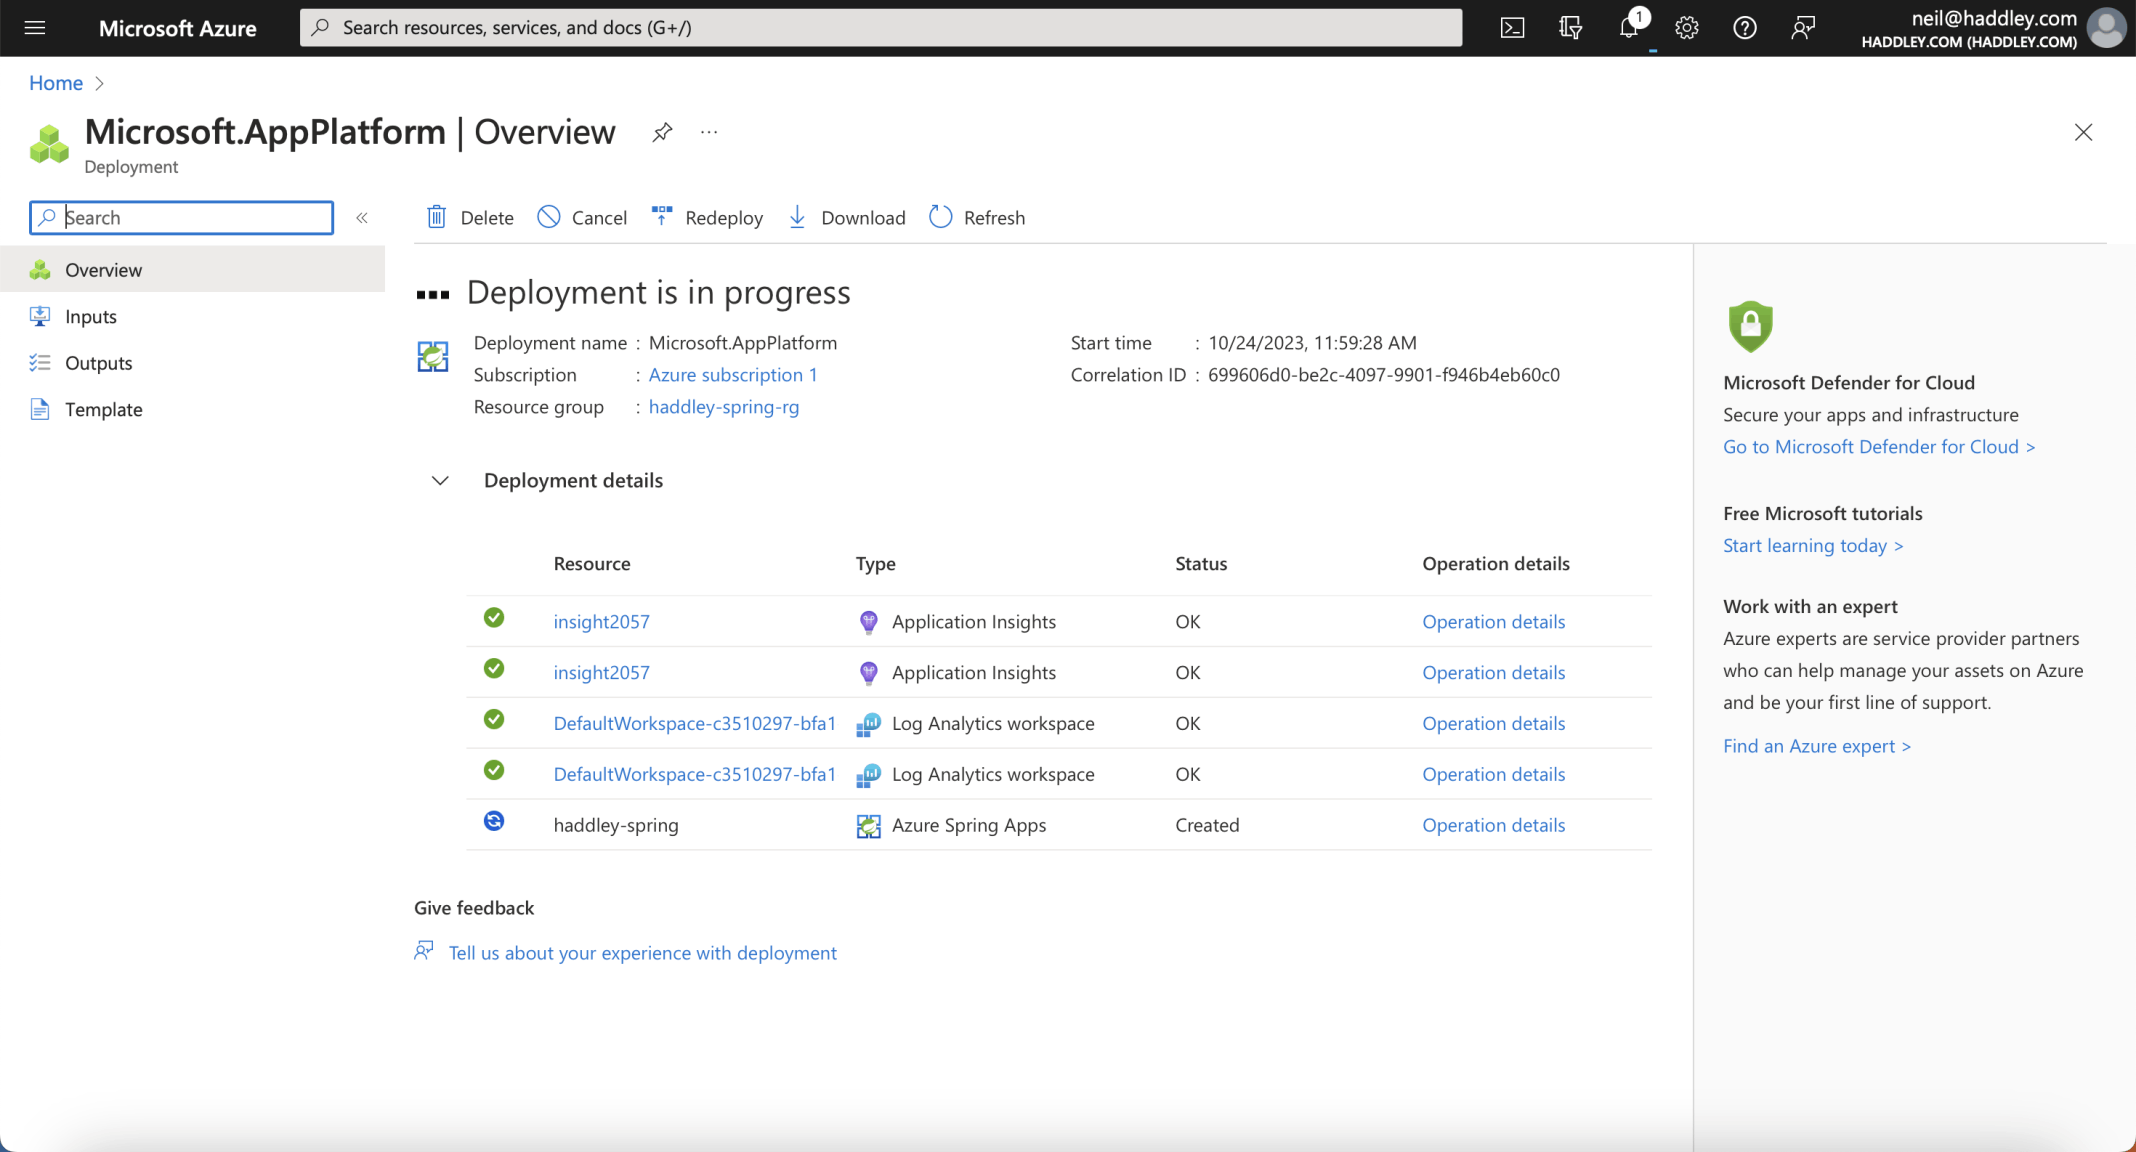 Microsoft Azure
Search resources, services, and docs (G+/)
1
neil@haddley.com
HADDLEY.COM (HADDLEY.COM)
Home
Microsoft.AppPlatform | Overview
Deployment
Search
Delete
Cancel
Redeploy
Download
Refresh
Overview
Inputs
Outputs
Template
Deployment is in progress
Deployment name : Microsoft.AppPlatform
Subscription : Azure subscription 1
Resource group : haddley-spring-rg
Start time : 10/24/2023, 11:59:28 AM
Correlation ID : 699606d0-be2c-4097-9901-f946b4eb60c0
Deployment details
Resource Type Status Operation details
insight2057 Application Insights OK Operation details
insight2057 Application Insights OK Operation details
DefaultWorkspace-c3510297-bfa1 Log Analytics workspace OK Operation details
DefaultWorkspace-c3510297-bfa1 Log Analytics workspace OK Operation details
haddley-spring Azure Spring Apps Created Operation details
Give feedback
Tell us about your experience with deployment
Microsoft Defender for Cloud
Secure your apps and infrastructure
Go to Microsoft Defender for Cloud >
Free Microsoft tutorials
Start learning today >
Work with an expert
Azure experts are service provider partners
who can help manage your assets on Azure
and be your first line of support.
Find an Azure expert >